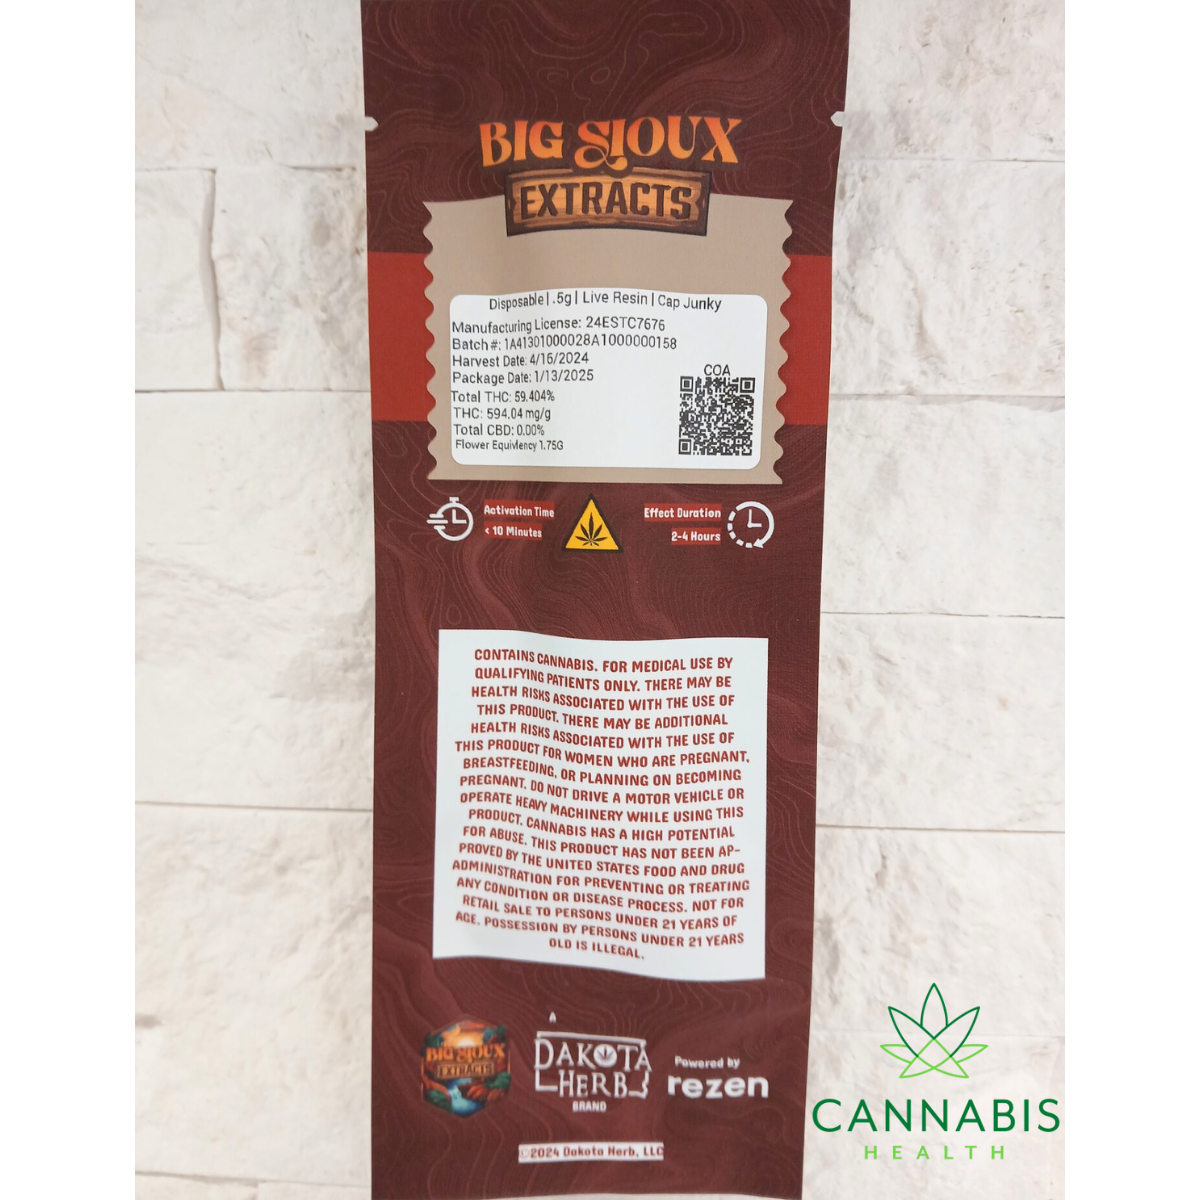 BIG SIOUX
EXTRACTS
Disposable | .5g | Live Resin | Cap Junky
Manufacturing License: 24ESTC7676
Batch #: 1A41301000028A1000000158
Harvest Date: 4/15/2024
Package Date: 1/13/2025
Total THC: 59.404%
THC: 594.04 mg/g
Total CBD: 0.00%
Flower Equivlency 1.75G
COA
Activation Time
< 10 Minutes
Effect Duration
2-4 Hours
CONTAINS CANNABIS. FOR MEDICAL USE BY
QUALIFYING PATIENTS ONLY. THERE MAY BE
HEALTH RISKS ASSOCIATED WITH THE USE OF
THIS PRODUCT. THERE MAY BE ADDITIONAL
HEALTH RISKS ASSOCIATED WITH THE USE OF
THIS PRODUCT FOR WOMEN WHO ARE PREGNANT,
BREASTFEEDING, OR PLANNING ON BECOMING
PREGNANT. DO NOT DRIVE A MOTOR VEHICLE OR
OPERATE HEAVY MACHINERY WHILE USING THIS
PRODUCT. CANNABIS HAS A HIGH POTENTIAL
FOR ABUSE. THIS PRODUCT HAS NOT BEEN AP-
PROVED BY THE UNITED STATES FOOD AND DRUG
ADMINISTRATION FOR PREVENTING OR TREATING
ANY CONDITION OR DISEASE PROCESS. NOT FOR
RETAIL SALE TO PERSONS UNDER 21 YEARS OF
AGE. POSSESSION BY PERSONS UNDER 21 YEARS
OLD IS ILLEGAL.
BIG SIOUX
EXTRACTS
A
DAKOTA
HERB
BRAND
Powered by
rezen
©2024 Dakota Herb, LLC
CANNABIS
HEALTH